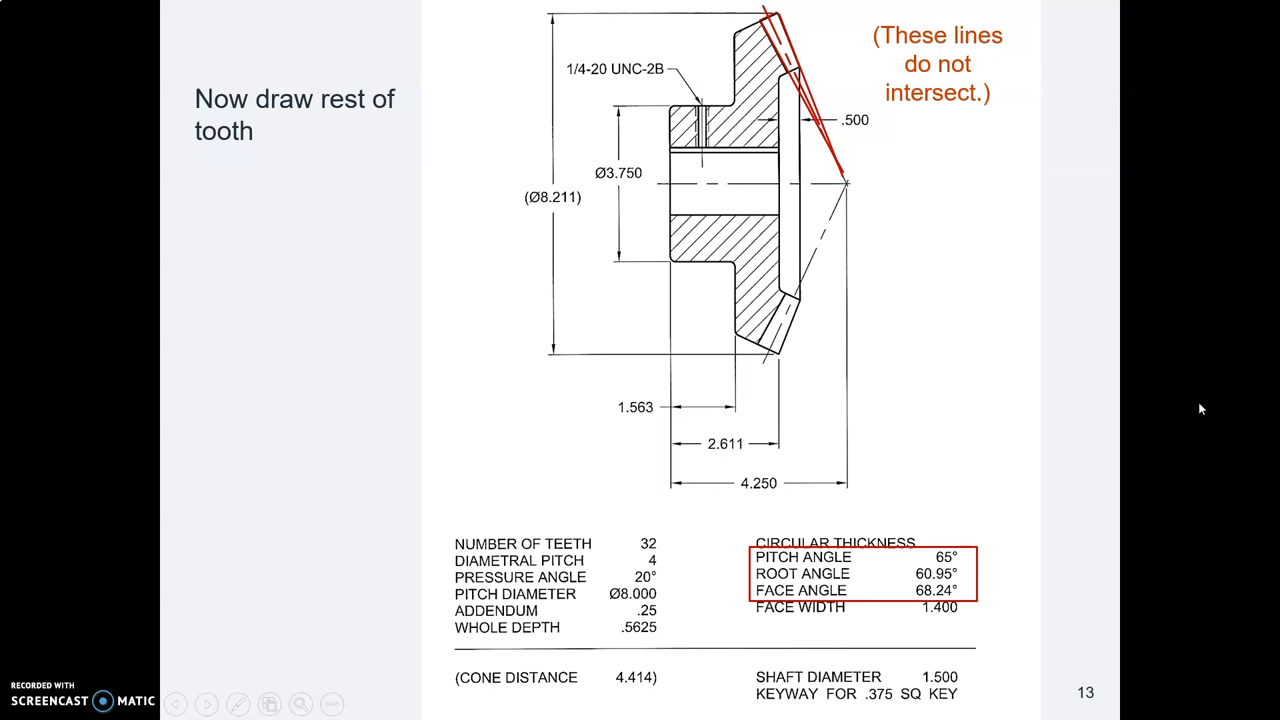 Now draw rest of
tooth
(These lines
do not
intersect.)
1/4-20 UNC-2B
.500
Ø3.750
(Ø8.211)
1.563
2.611
4.250
NUMBER OF TEETH 32
DIAMETRAL PITCH 4
PRESSURE ANGLE 20°
PITCH DIAMETER Ø8.000
ADDENDUM .25
WHOLE DEPTH .5625
CIRCULAR THICKNESS
PITCH ANGLE 65°
ROOT ANGLE 60.95°
FACE ANGLE 68.24°
FACE WIDTH 1.400
(CONE DISTANCE 4.414)
SHAFT DIAMETER 1.500
KEYWAY FOR .375 SQ KEY
RECORDED WITH
SCREENCAST MATIC
13